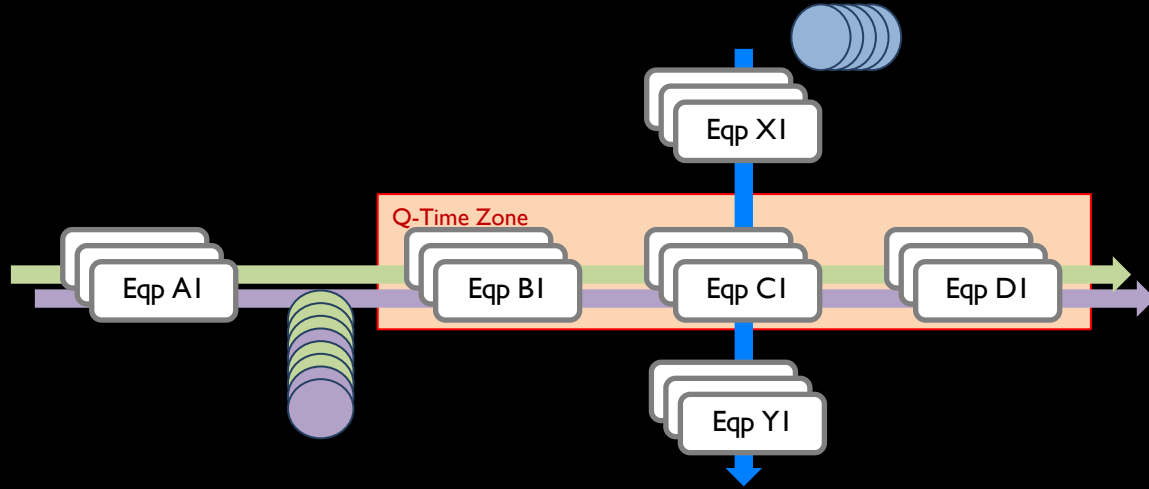 Eqp X1
Q-Time Zone
Eqp A1
Eqp B1
Eqp C1
Eqp D1
Eqp Y1